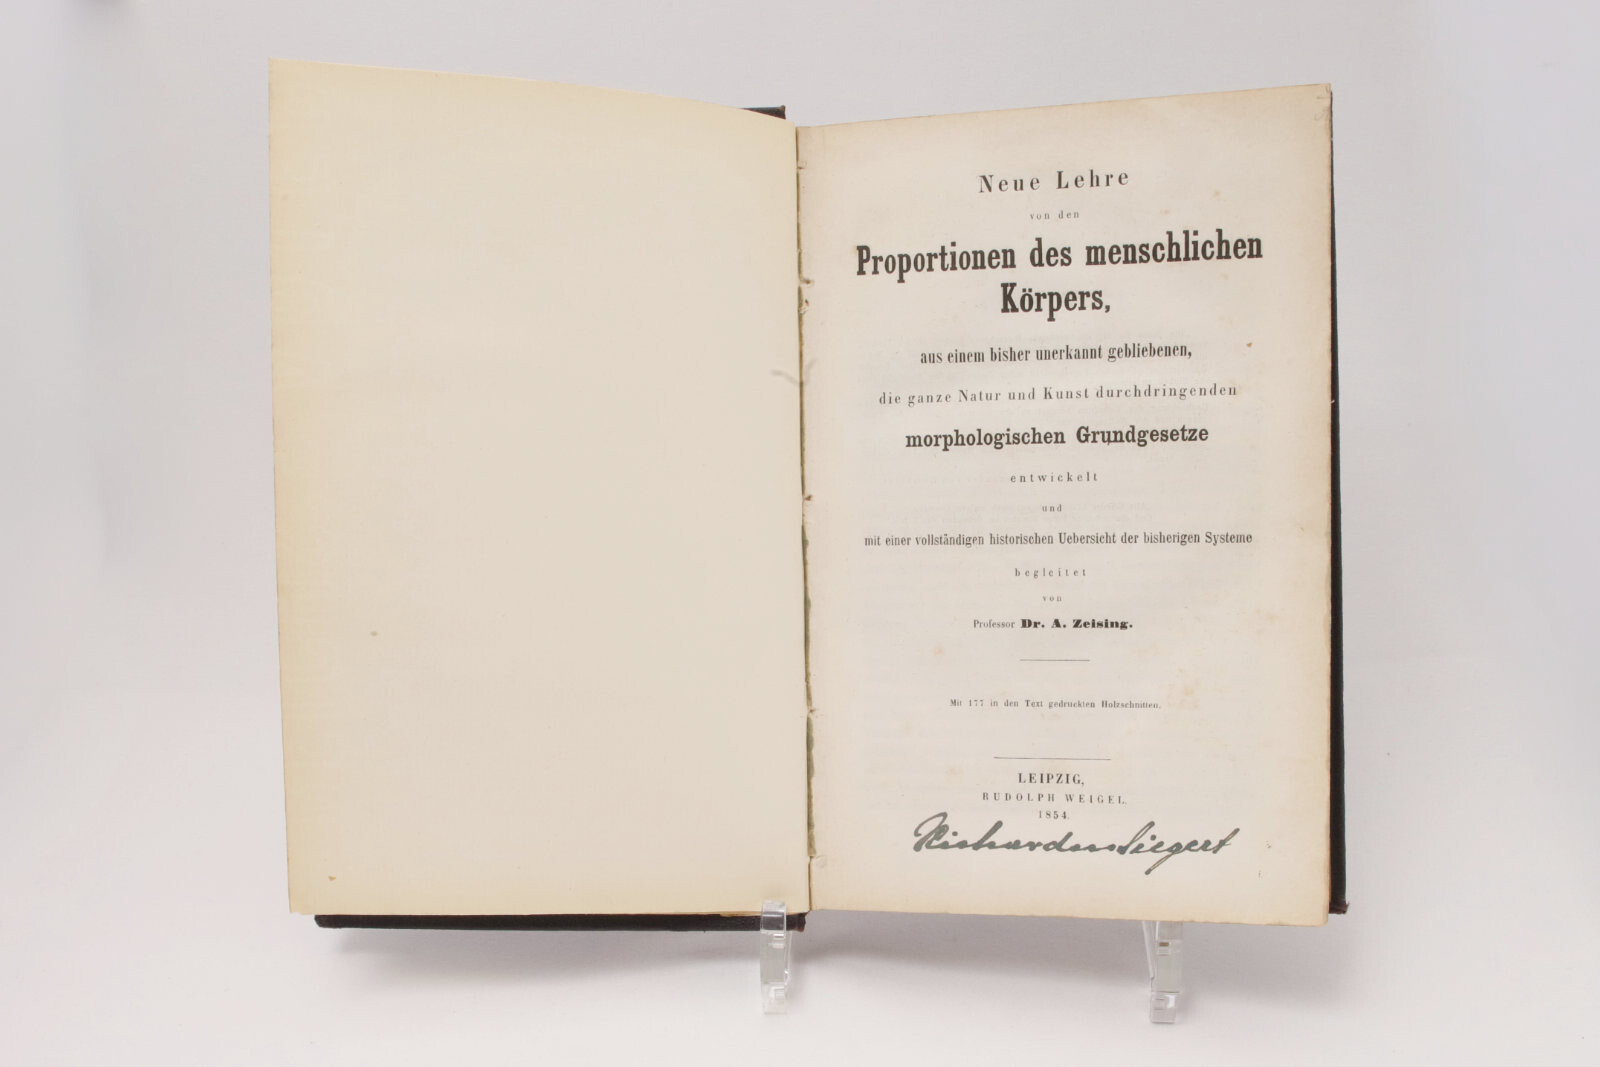 Neue Lehre
von den
Proportionen des menschlichen
Körpers,
aus einem bisher unerkannt gebliebenen,
die ganze Natur und Kunst durchdringenden
morphologischen Grundgesetze
entwickelt
und
mit einer vollständigen historischen Uebersicht der bisherigen Systeme
begleitet
von
Professor Dr. A. Zeising.
Mit 177 in den Text gedruckten Holzschnitten.
LEIPZIG,
RUDOLPH WEIGEL.
1854.
Siegert